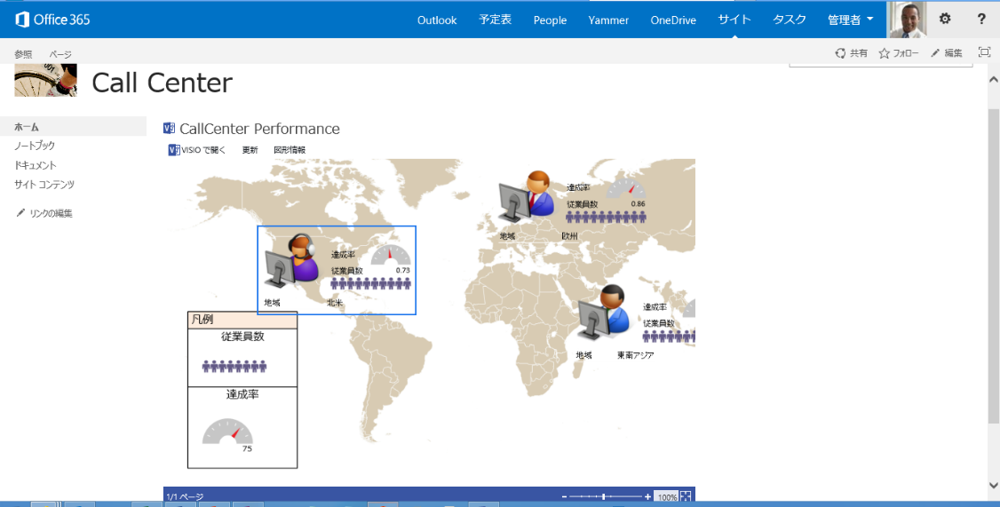 Office 365
Outlook 予定表 People Yammer OneDrive サイト タスク 管理者 ?
参照 ページ 共有 フォロー 編集
Call Center
ホーム
ノートブック
ドキュメント
サイト コンテンツ
リンクの編集
CallCenter Performance
VISIO で開く 更新 図形情報
達成率
従業員数 0.86
地域 欧州
達成率
従業員数 0.73
地域 北米
達成率
従業員数
地域 東南アジア
凡例
従業員数
達成率
75
1/1 ページ
- + 100%